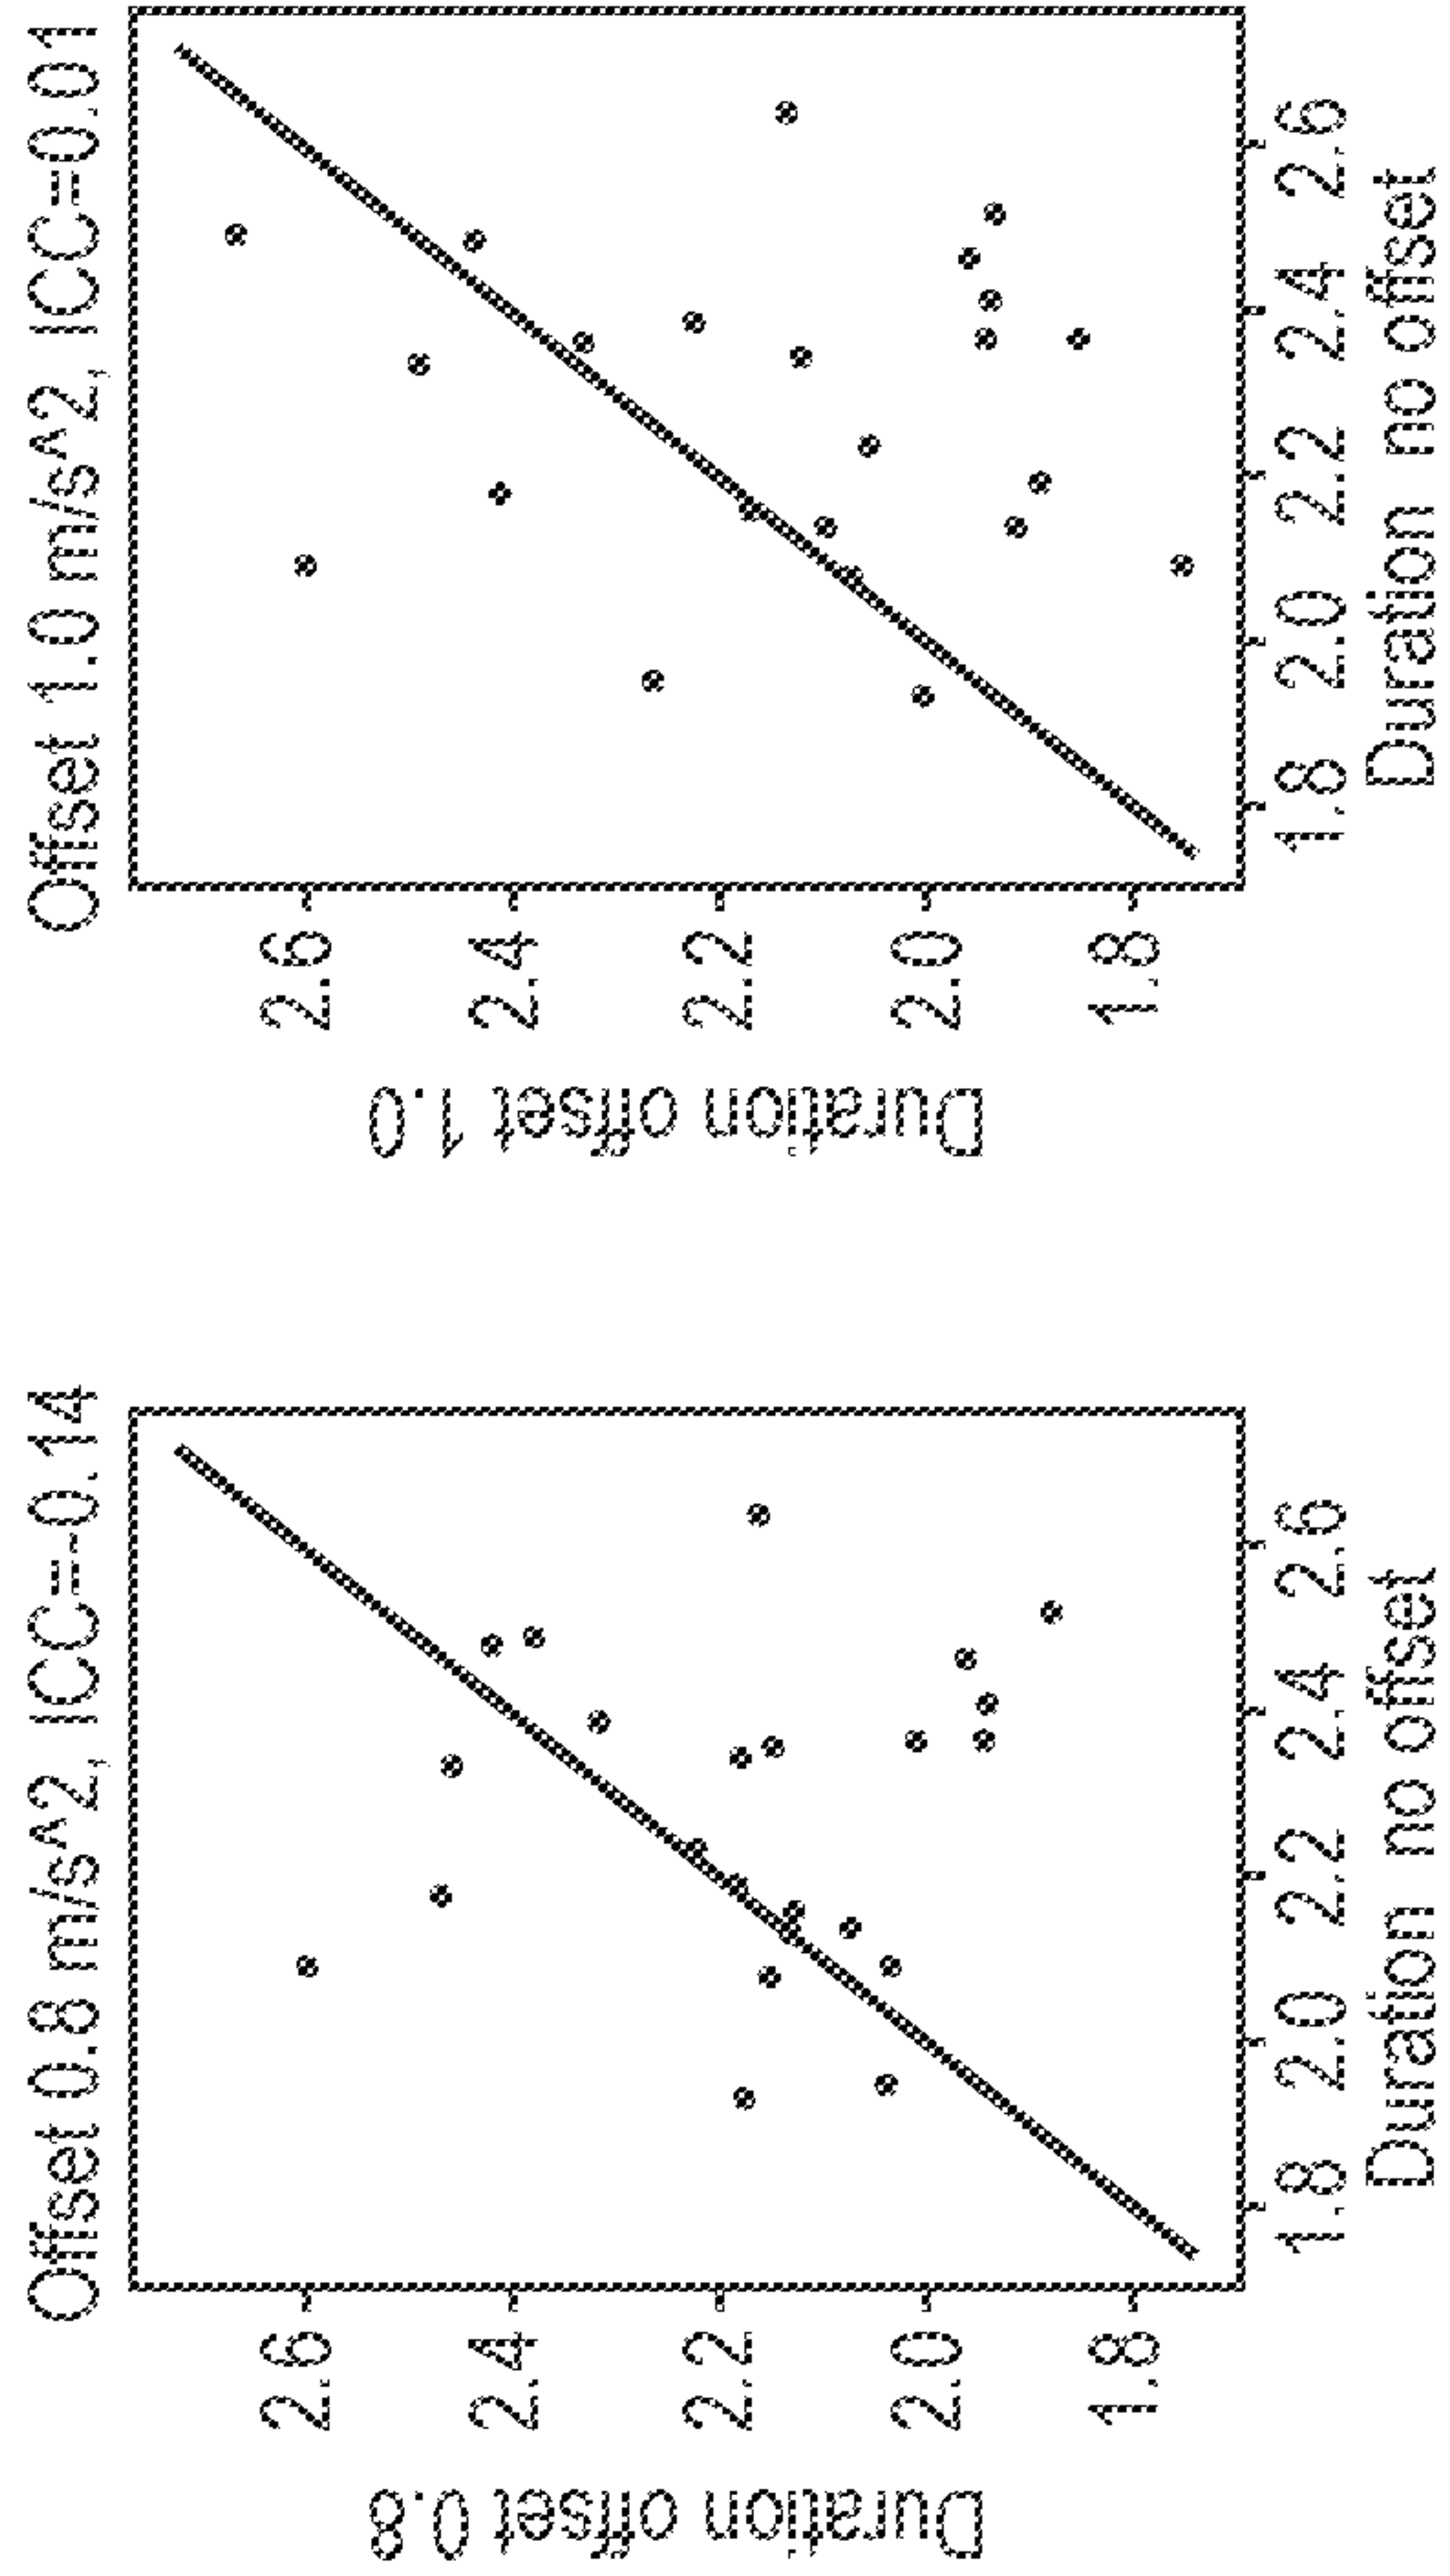 Offset 0.8 m/s^2, ICC=-0.14
Duration offset 0.8
2.6
2.4
2.2
2.0
1.8
1.8 2.0 2.2 2.4 2.6
Duration no offset
Offset 1.0 m/s^2, ICC=0.01
Duration offset 1.0
2.6
2.4
2.2
2.0
1.8
1.8 2.0 2.2 2.4 2.6
Duration no offset